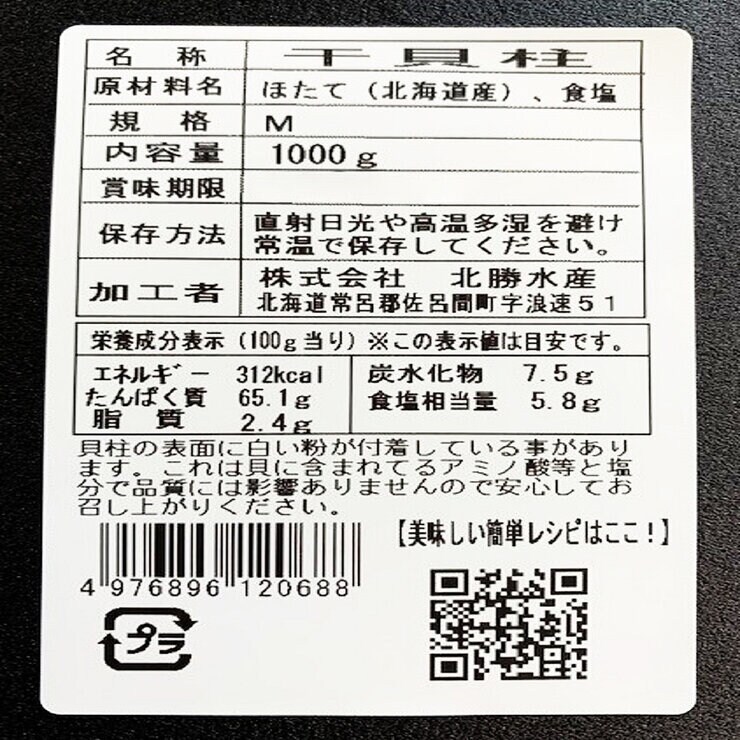 名称 干貝柱
原材料名 ほたて（北海道産）、食塩
規格 M
内容量 1000g
賞味期限
保存方法 直射日光や高温多湿を避け
常温で保存してください。
加工者 株式会社 北勝水産
北海道常呂郡佐呂間町字浪速51
栄養成分表示（100g当り）※この表示値は目安です。
エネルギー 312kcal 炭水化物 7.5g
たんぱく質 65.1g 食塩相当量 5.8g
脂質 2.4g
貝柱の表面に白い粉が付着している事があり
ます。これは貝に含まれてるアミノ酸等と塩
分で品質には影響ありませんので安心してお
召し上がりください。
【美味しい簡単レシピはここ！】
4 976896 120688
プラ